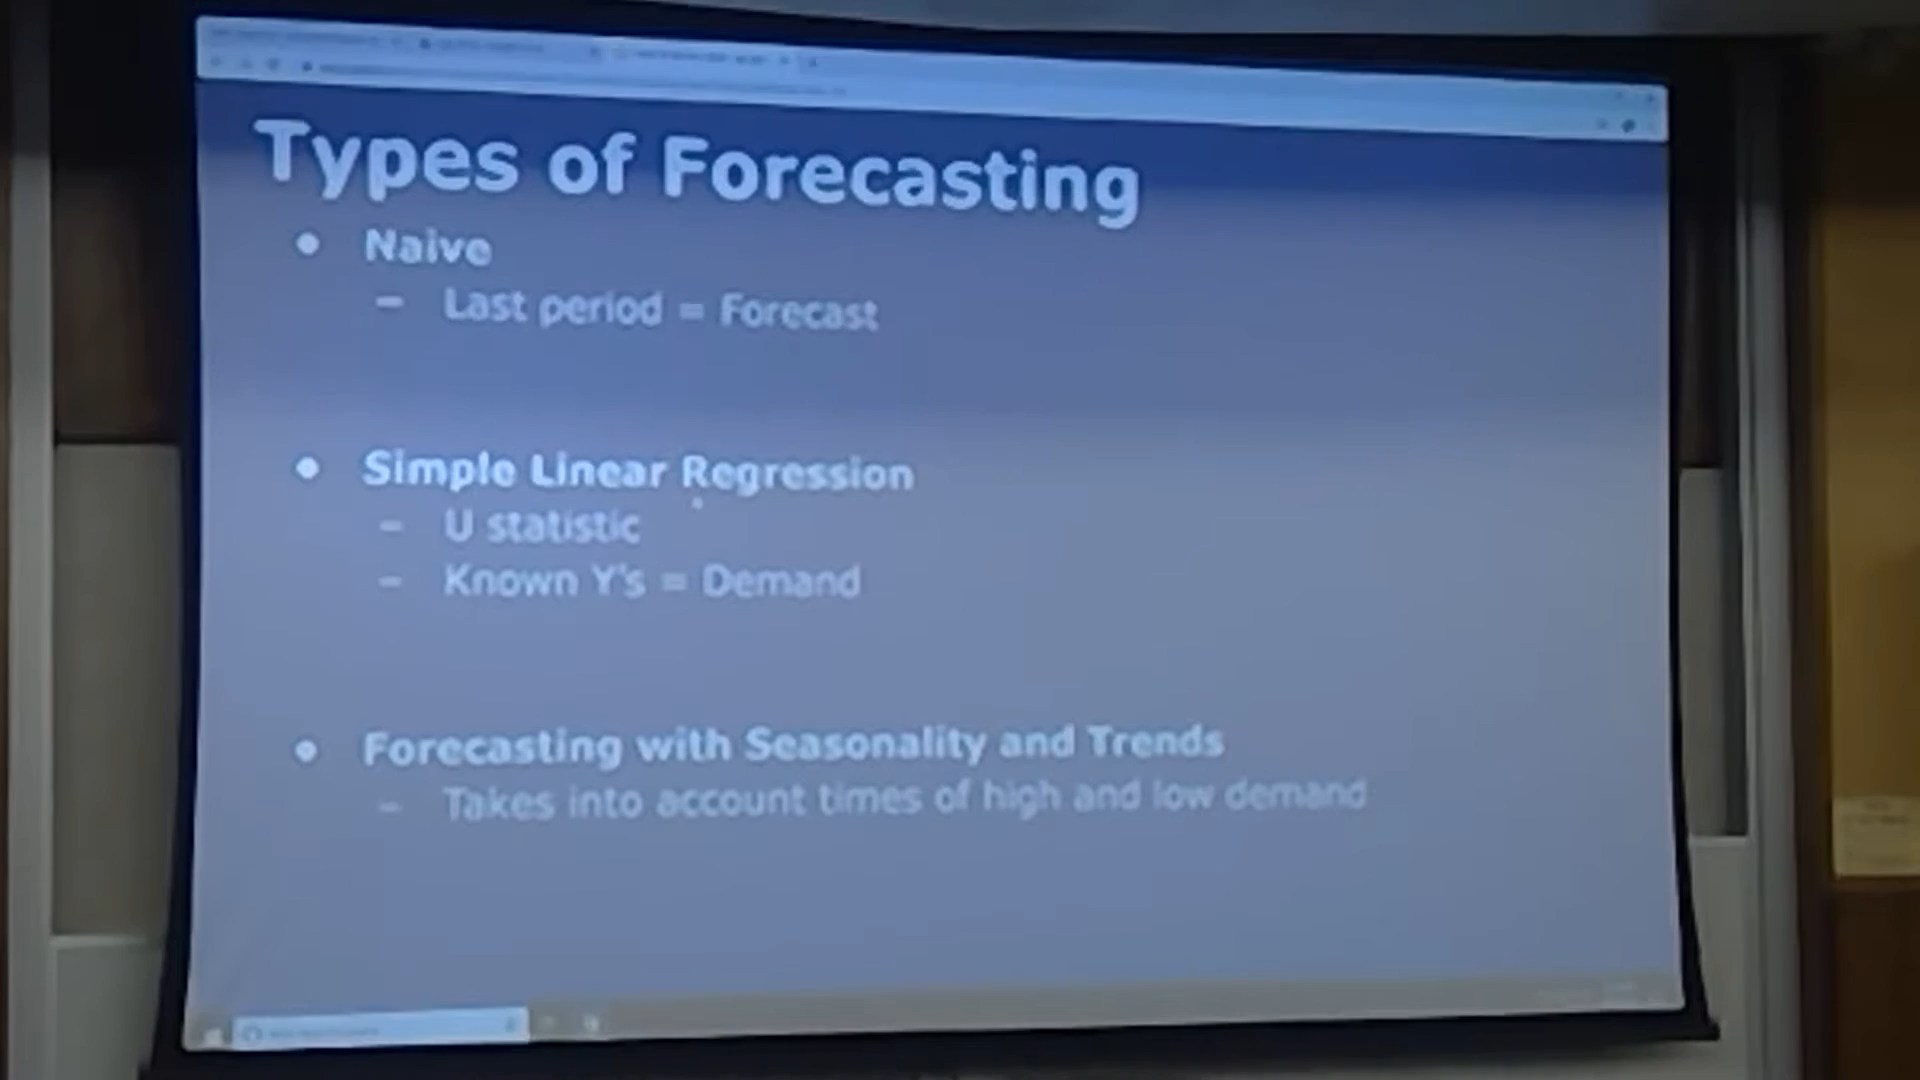 Types of Forecasting
• Naive
– Last period = Forecast
• Simple Linear Regression
– U statistic
– Known Y's = Demand
• Forecasting with Seasonality and Trends
– Takes into account times of high and low demand